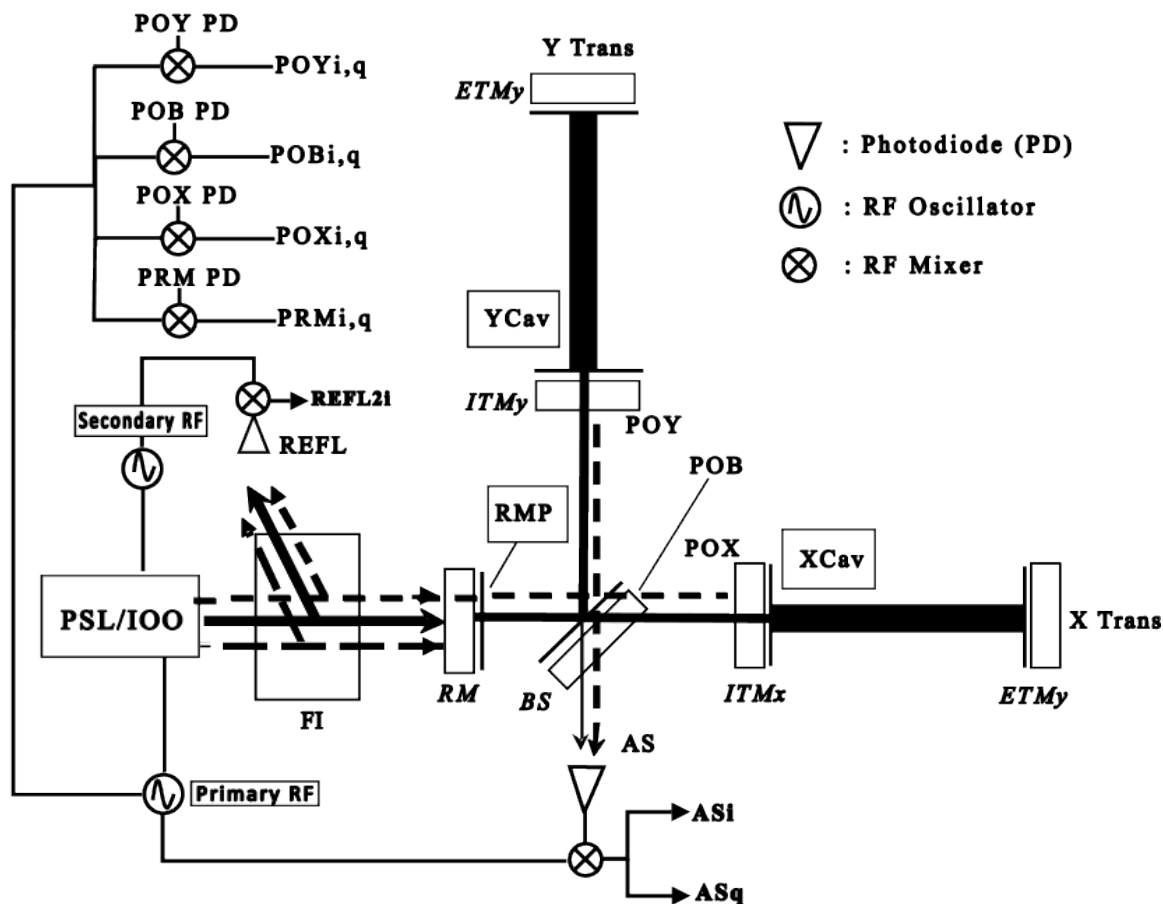 POY PD
POYi,q
POB PD
POBi,q
POX PD
POXi,q
PRM PD
PRMi,q
Y Trans
ETMy
: Photodiode (PD)
: RF Oscillator
: RF Mixer
YCav
ITMy
POY
Secondary RF
REFL2i
REFL
RMP
POB
POX
XCav
PSL/IOO
X Trans
RM
BS
ITMx
ETMy
FI
AS
Primary RF
ASi
ASq